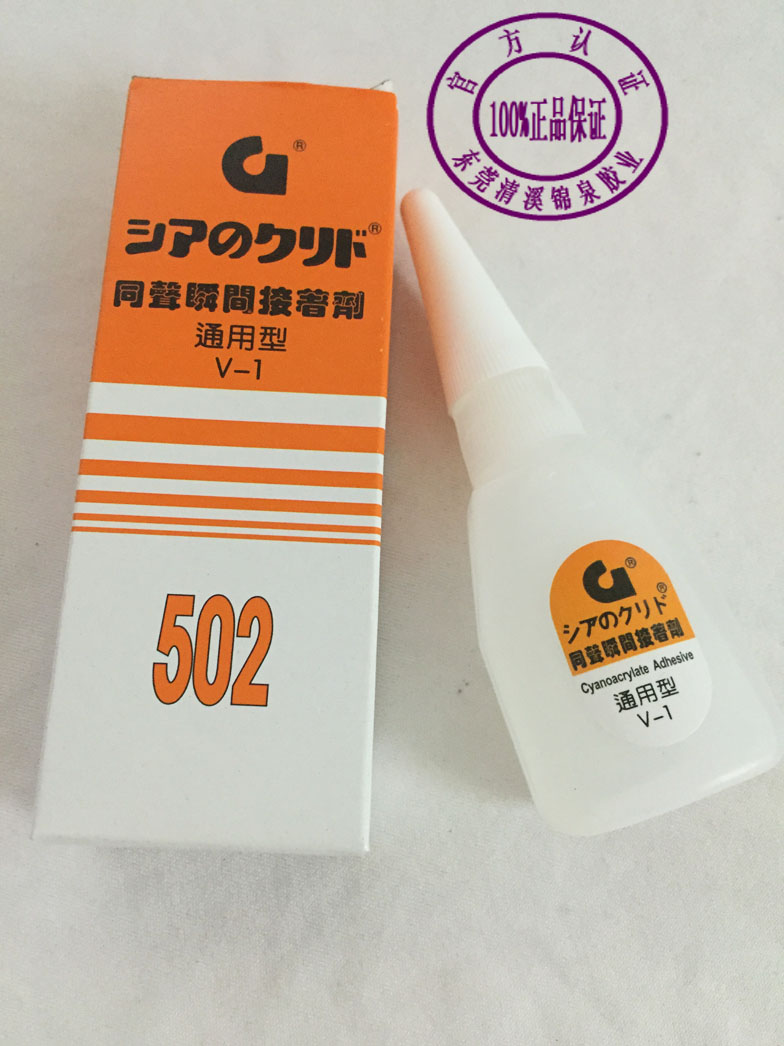 官方认证
100%正品保证
东莞清溪锦泉胶业
®
シアのクリド®
同聲瞬間接着劑
通用型
V-1
502
®
シアのクリド®
同聲瞬間接着劑
Cyanoacrylate Adhesive
通用型
V-1